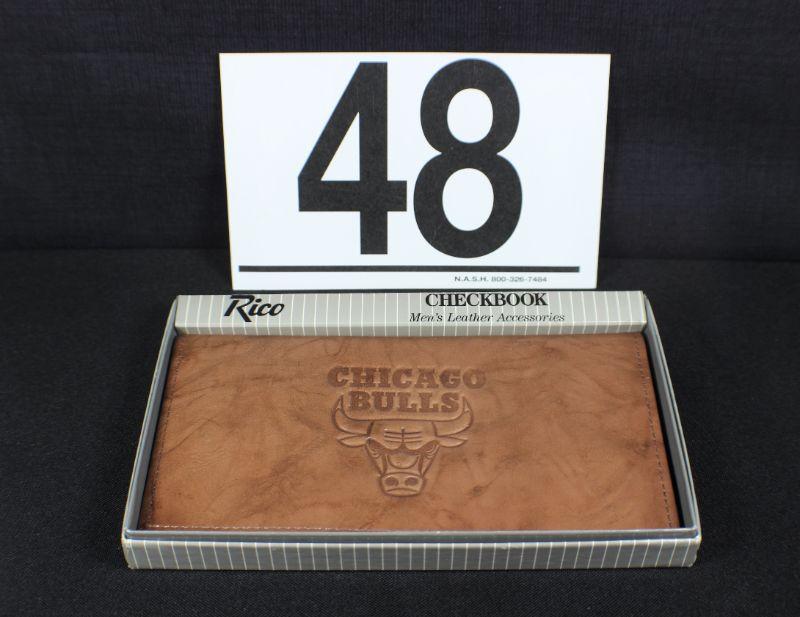 48
N.A.S.H. 800-326-7484
Rico
CHECKBOOK
Men's Leather Accessories
CHICAGO
BULLS